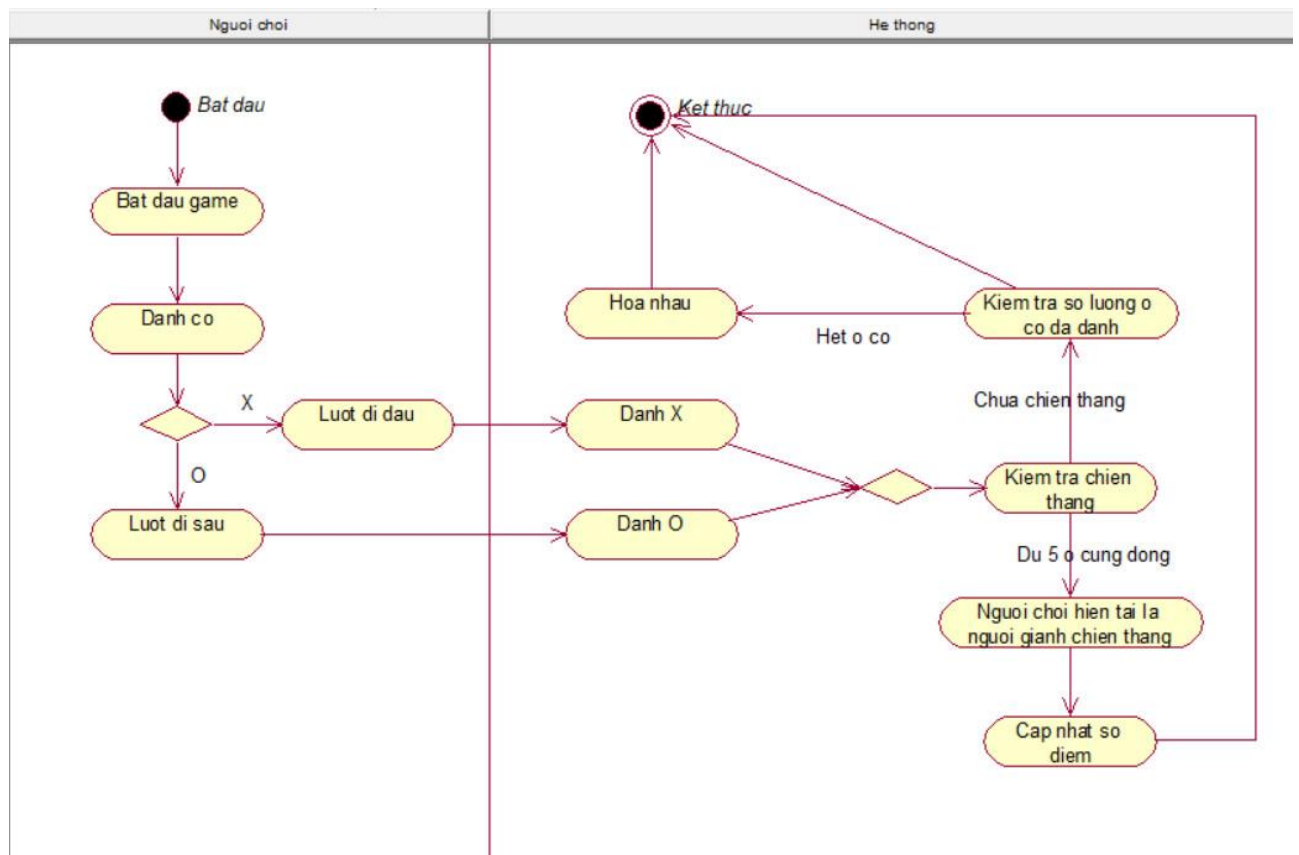 Nguoi choi
He thong
Bat dau
Ket thuc
Bat dau game
Danh co
Hoa nhau
Kiem tra so luong o
co da danh
Het o co
X
Luot di dau
Danh X
Chua chien thang
O
Kiem tra chien
thang
Luot di sau
Danh O
Du 5 o cung dong
Nguoi choi hien tai la
nguoi gianh chien thang
Cap nhat so
diem